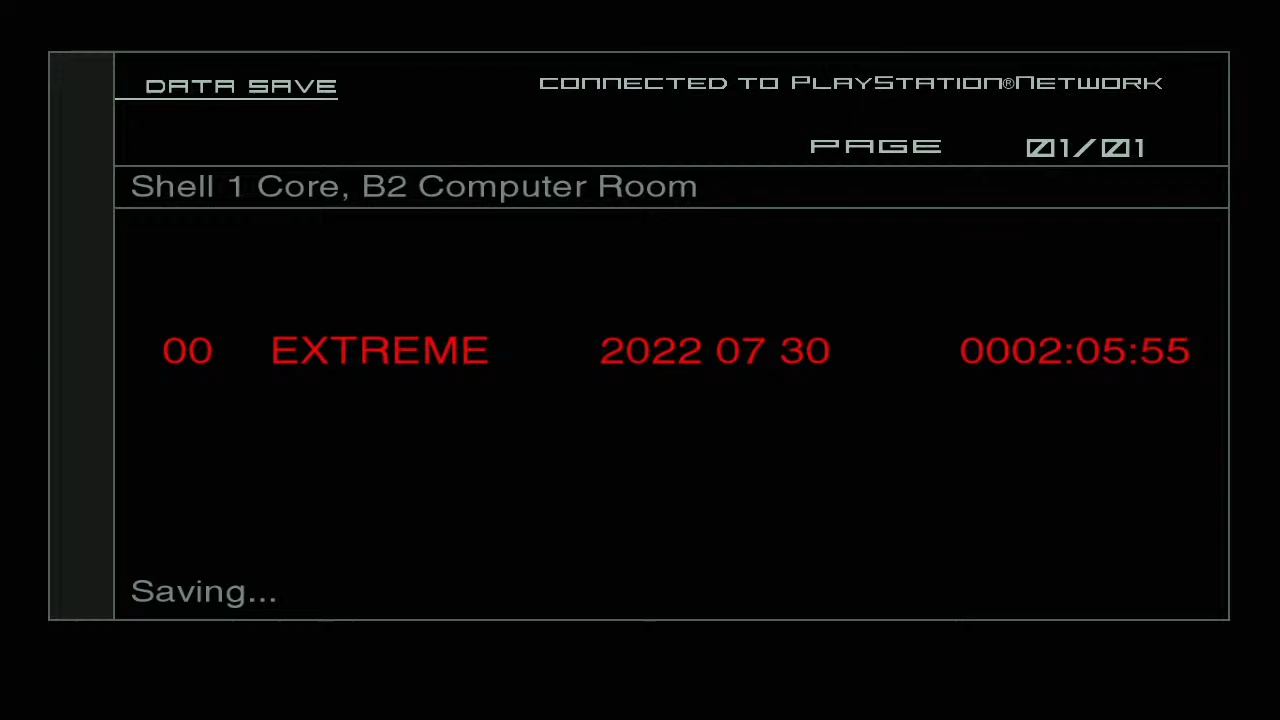 DATA SAVE
CONNECTED TO PLAYSTATION®NETWORK
PAGE 01/01
Shell 1 Core, B2 Computer Room
00 EXTREME 2022 07 30 0002:05:55
Saving...